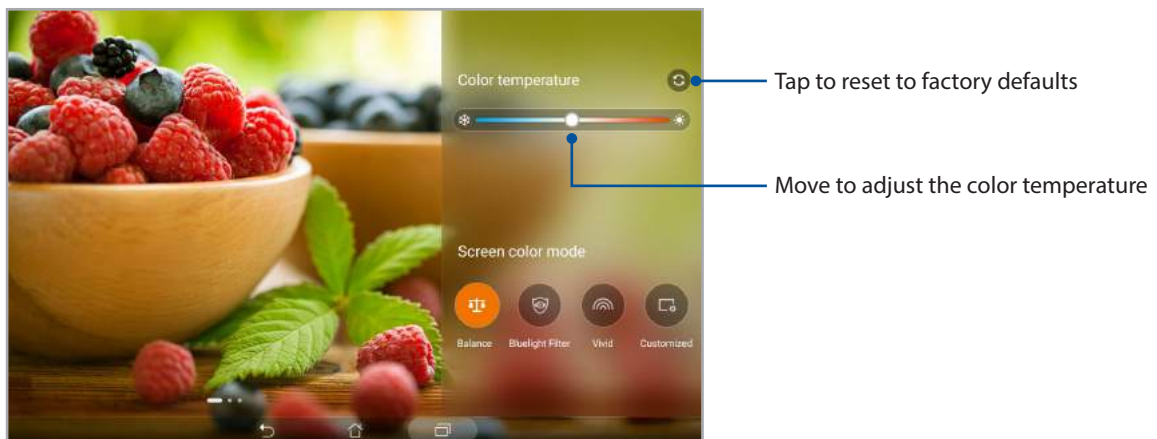 Color temperature
Tap to reset to factory defaults
Move to adjust the color temperature
Screen color mode
Balance Bluelight Filter Vivid Customized